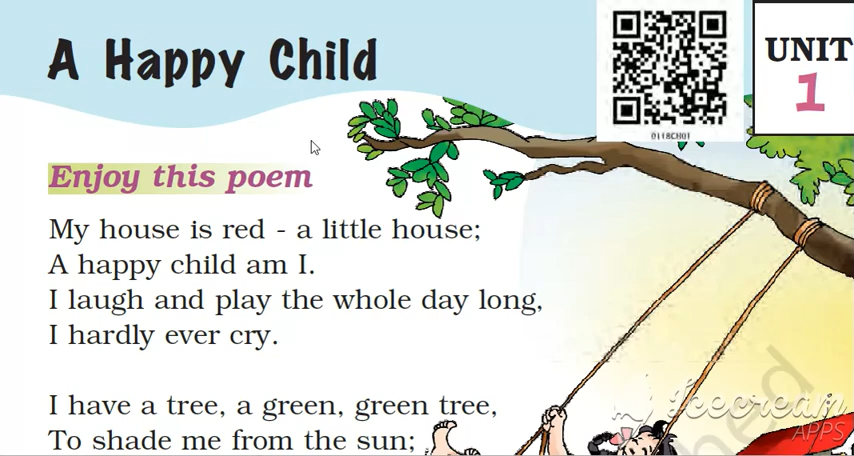 A Happy Child
UNIT
1
0118CH01
Enjoy this poem
My house is red - a little house;
A happy child am I.
I laugh and play the whole day long,
I hardly ever cry.
I have a tree, a green, green tree,
To shade me from the sun;
Icecream
APPS